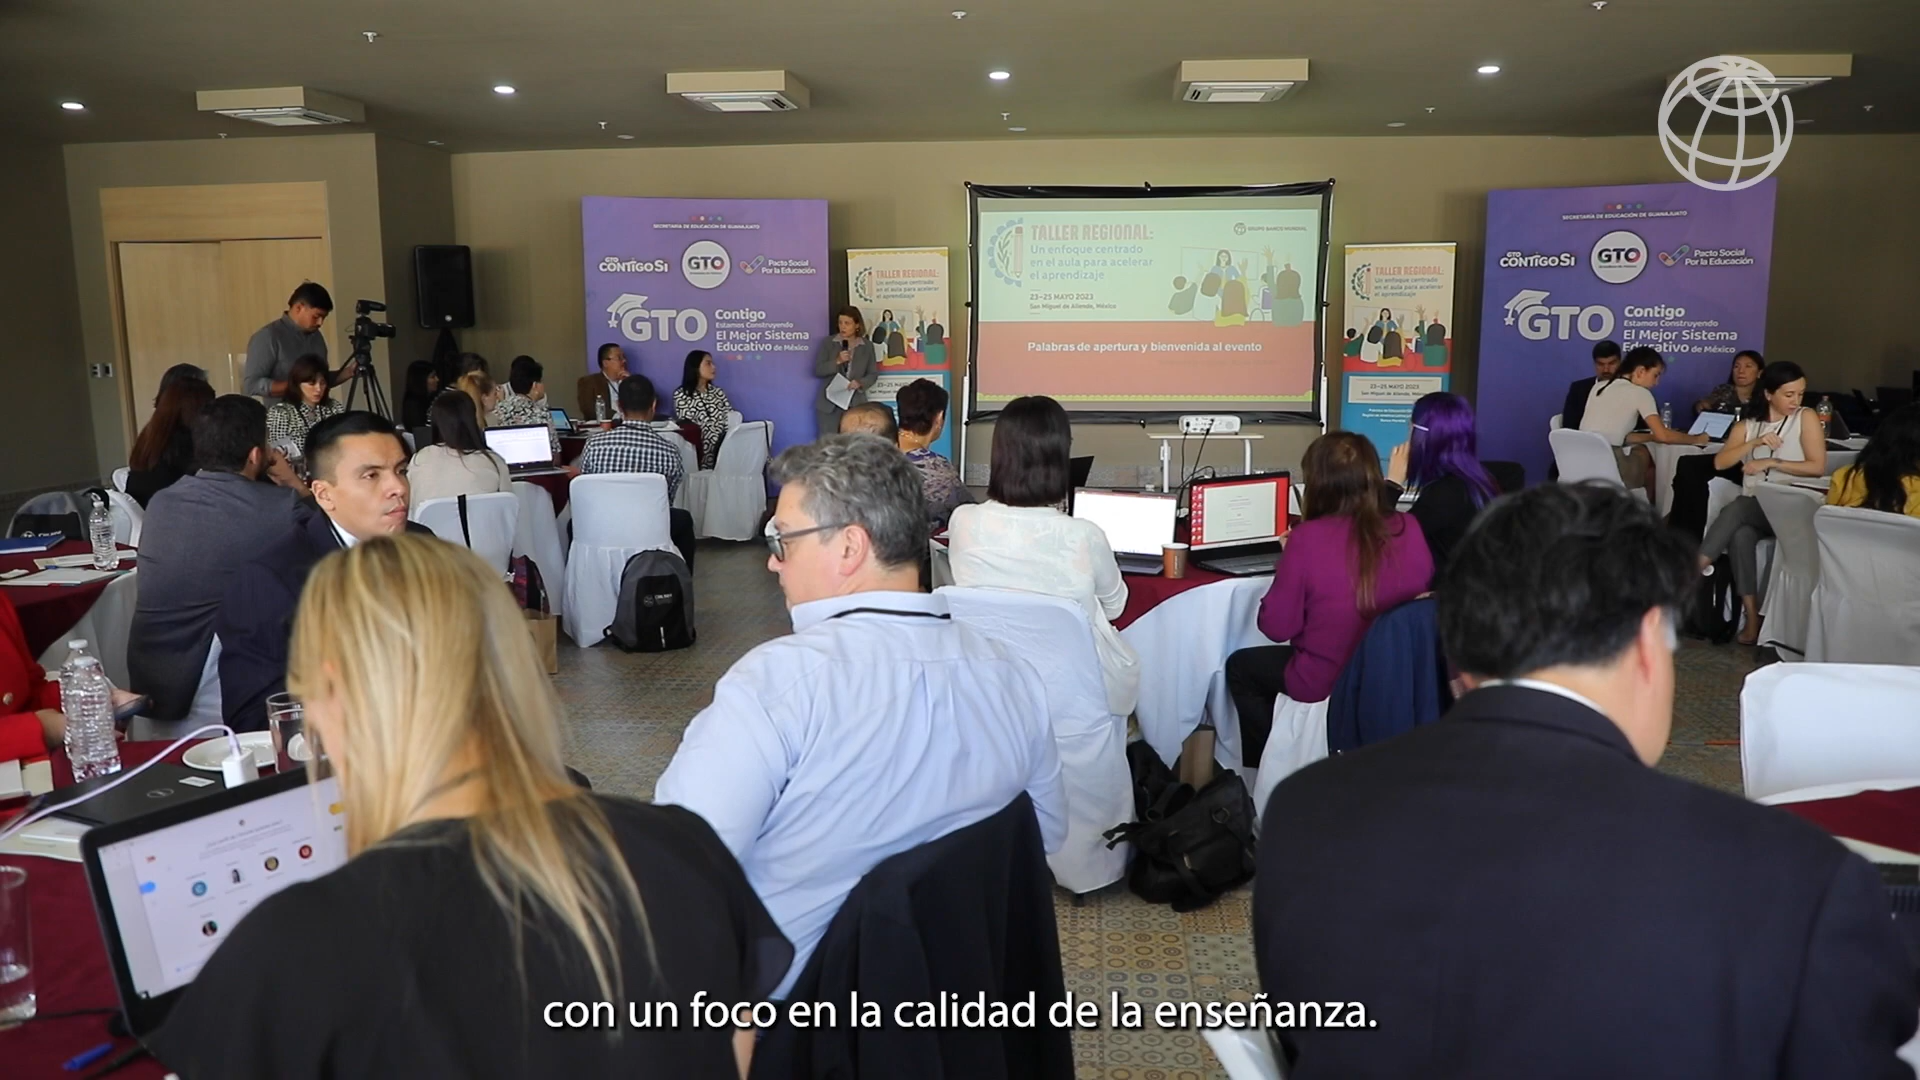 SECRETARÍA DE EDUCACIÓN DE GUANAJUATO
GTO
CONTIGO SÍ
GTO
Pacto Social
Por la Educación
GTO
Contigo
Estamos Construyendo
El Mejor Sistema
Educativo de México
TALLER REGIONAL:
Un enfoque centrado
en el aula para acelerar
el aprendizaje
23-25 MAYO 2023
TALLER REGIONAL:
Un enfoque centrado
en el aula para acelerar
el aprendizaje
23-25 MAYO 2023
San Miguel de Allende, México
GRUPO BANCO MUNDIAL
Palabras de apertura y bienvenida al evento
TALLER REGIONAL:
Un enfoque centrado
en el aula para acelerar
el aprendizaje
23-25 MAYO 2023
San Miguel de Allende, México
SECRETARÍA DE EDUCACIÓN DE GUANAJUATO
GTO
CONTIGO SÍ
GTO
Pacto Social
Por la Educación
GTO
Contigo
Estamos Construyendo
El Mejor Sistema
Educativo de México
con un foco en la calidad de la enseñanza.